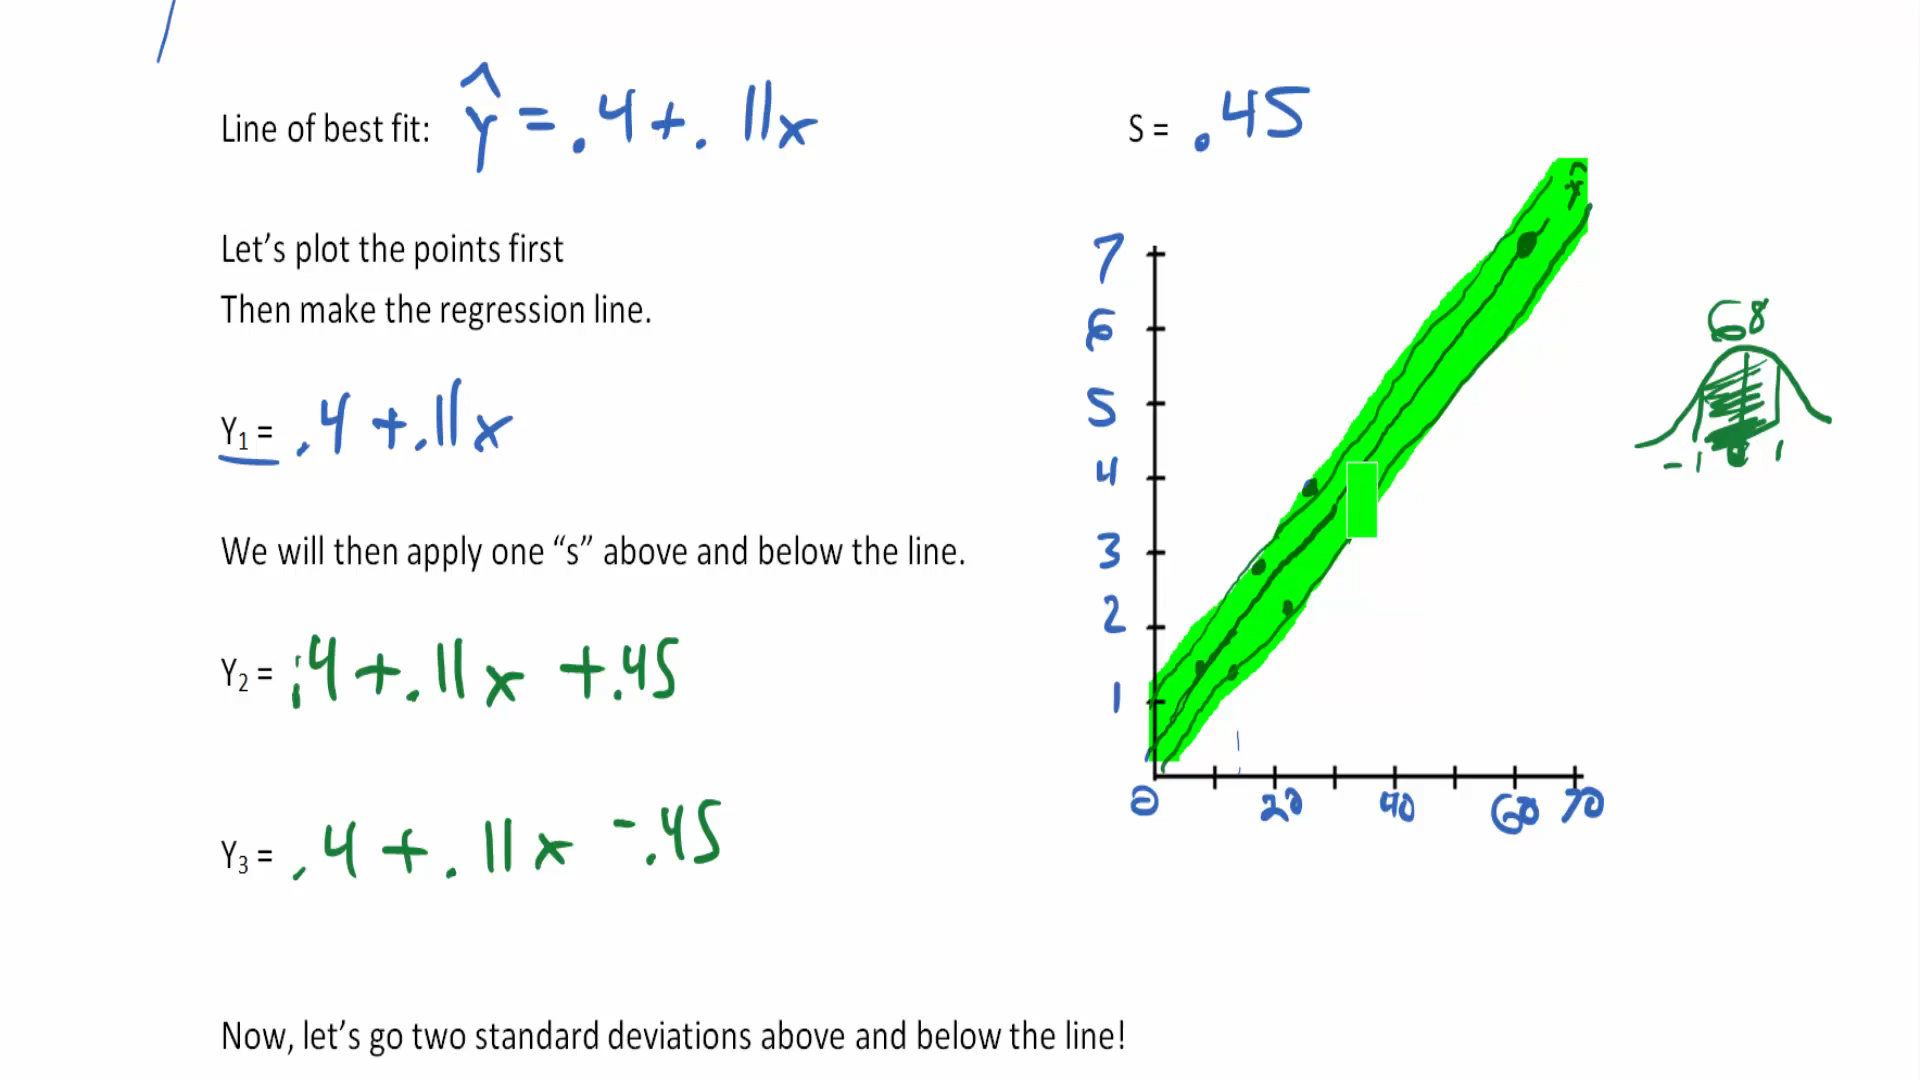 Line of best fit: ŷ = .4 + .11x
S = .45
Let's plot the points first
Then make the regression line.
Y₁ = .4 + .11x
We will then apply one “s” above and below the line.
Y₂ = .4 + .11x + .45
Y₃ = .4 + .11x - .45
Now, let's go two standard deviations above and below the line!
ŷ
7
6
5
4
3
2
1
0 20 40 60 70
68
-1 0 1